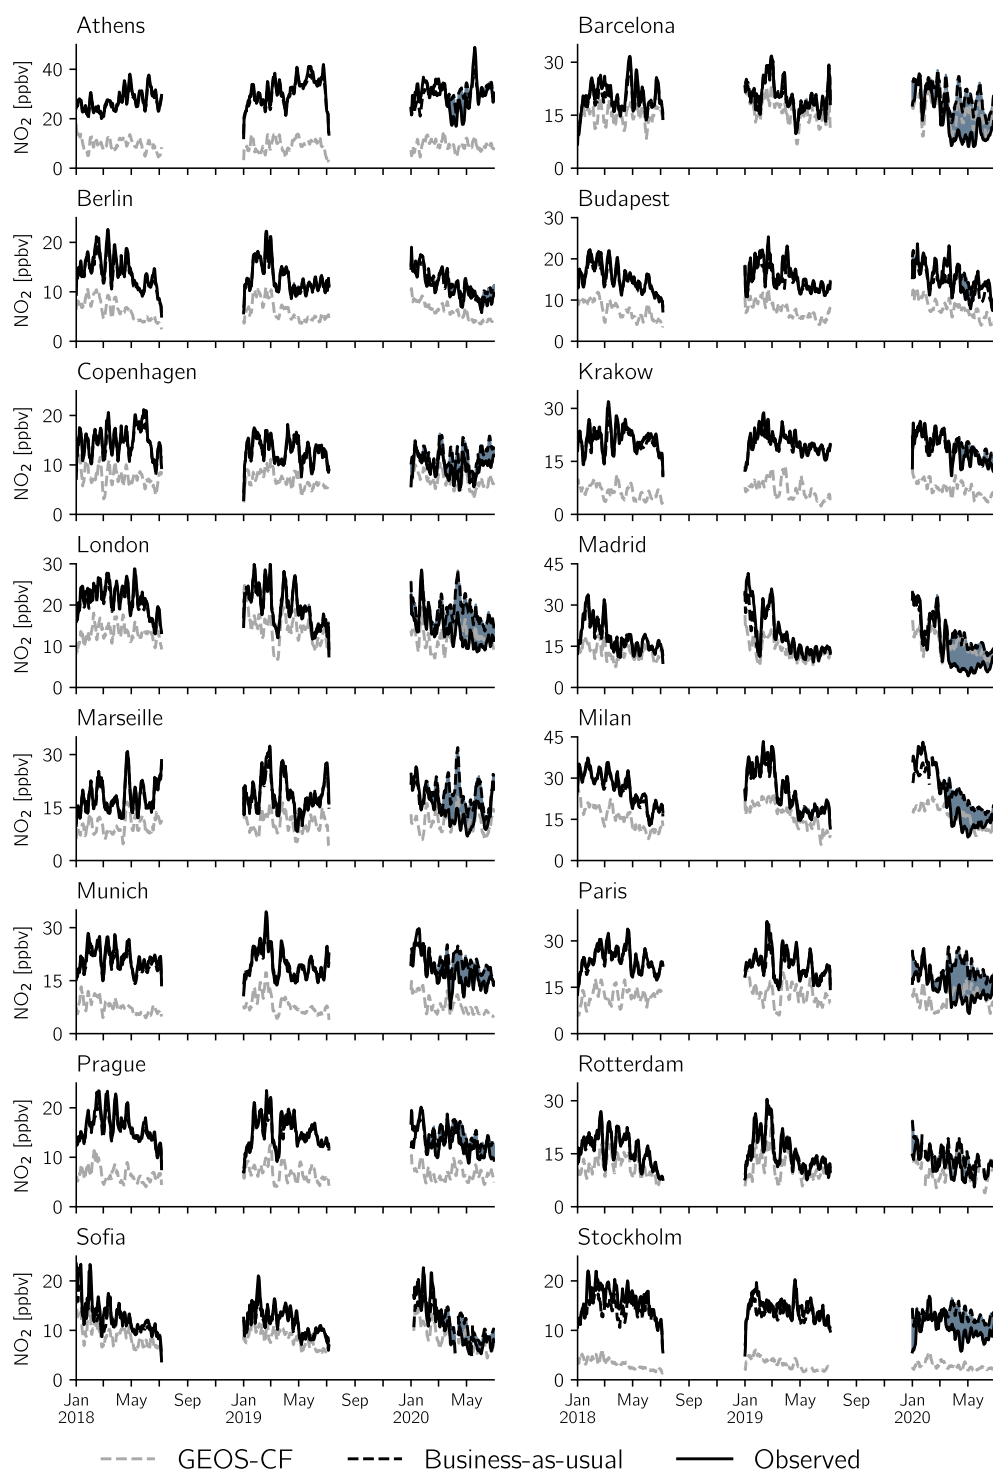 Athens
Barcelona
NO2 [ppbv]
40
20
0
30
15
0
Berlin
Budapest
NO2 [ppbv]
20
10
0
30
20
10
0
Copenhagen
Krakow
NO2 [ppbv]
20
10
0
30
15
0
London
Madrid
NO2 [ppbv]
30
20
10
0
45
30
15
0
Marseille
Milan
NO2 [ppbv]
30
15
0
45
30
15
0
Munich
Paris
NO2 [ppbv]
30
15
0
30
15
0
Prague
Rotterdam
NO2 [ppbv]
20
10
0
30
15
0
Sofia
Stockholm
NO2 [ppbv]
20
10
0
20
10
0
Jan May Sep Jan May Sep Jan May
2018 2019 2020
Jan May Sep Jan May Sep Jan May
2018 2019 2020
GEOS-CF Business-as-usual Observed